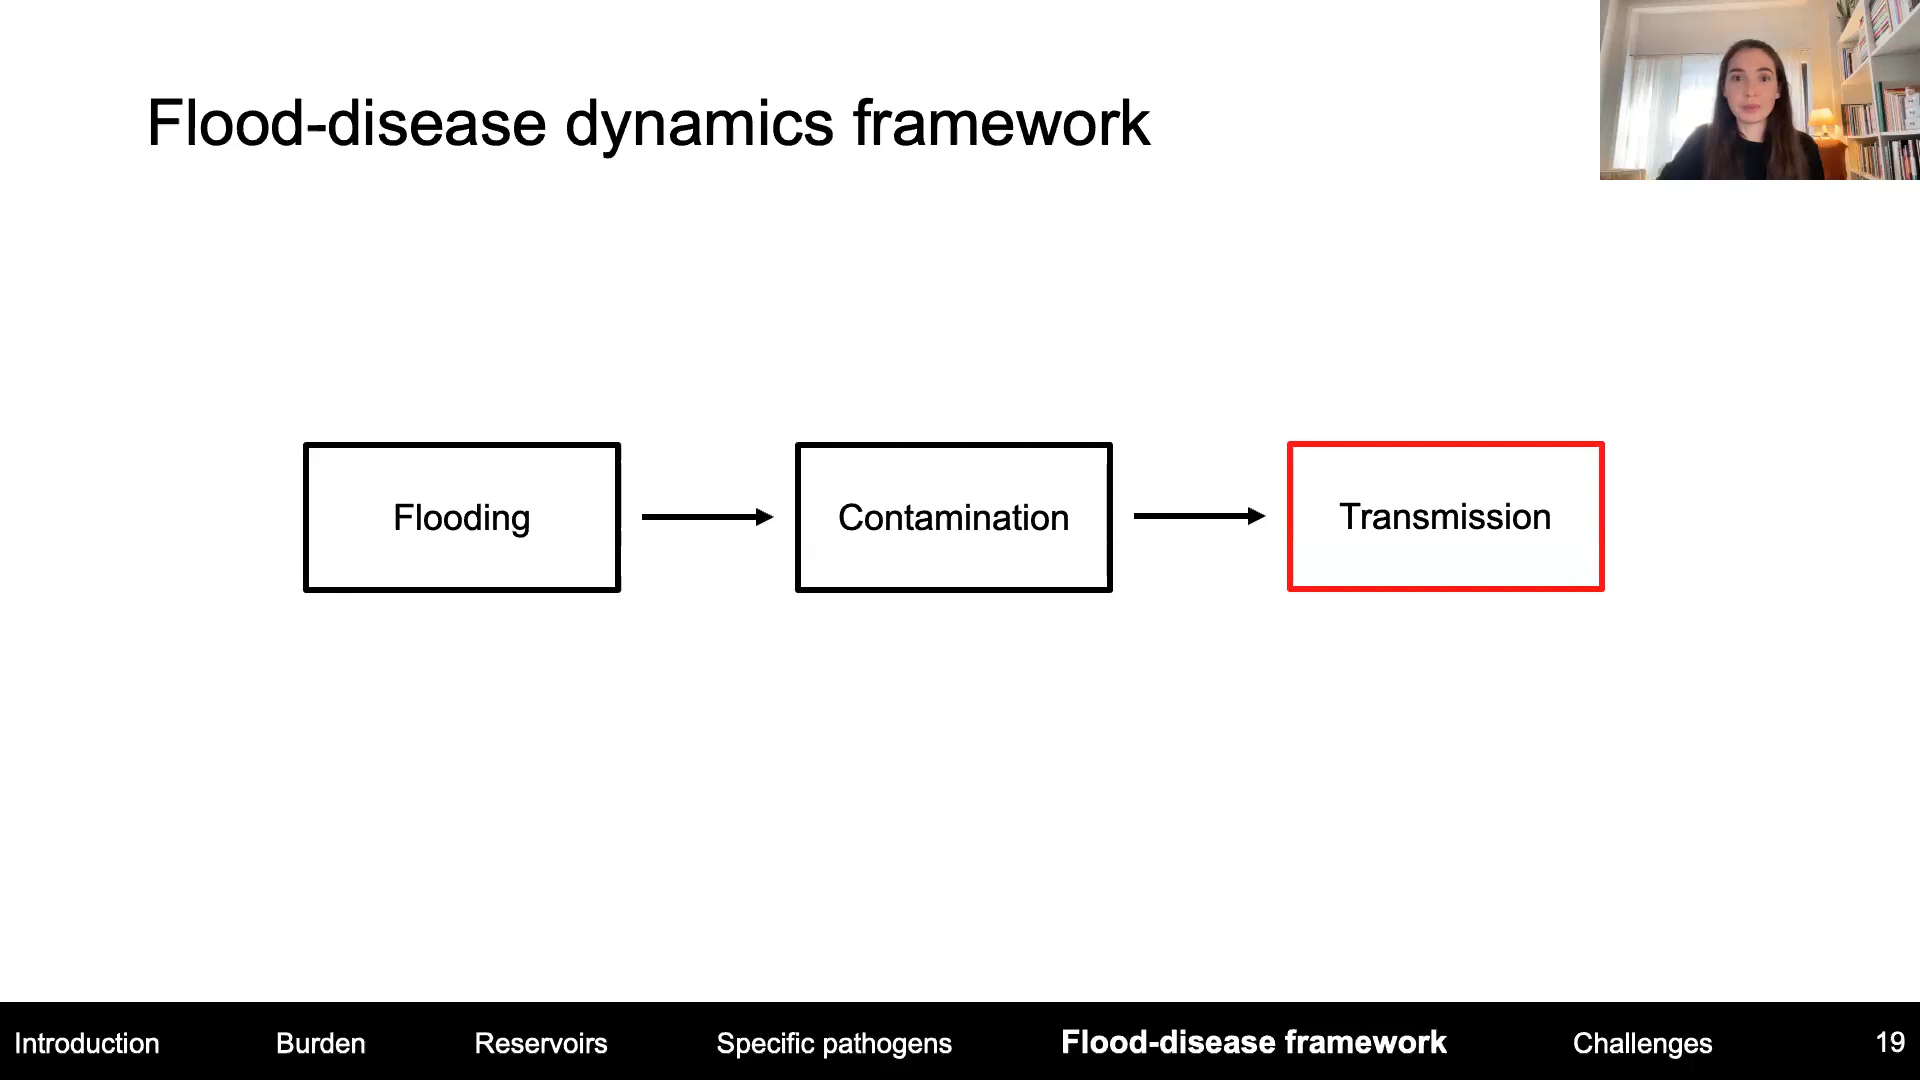 Flood-disease dynamics framework
Flooding
Contamination
Transmission
Introduction Burden Reservoirs Specific pathogens Flood-disease framework Challenges 19